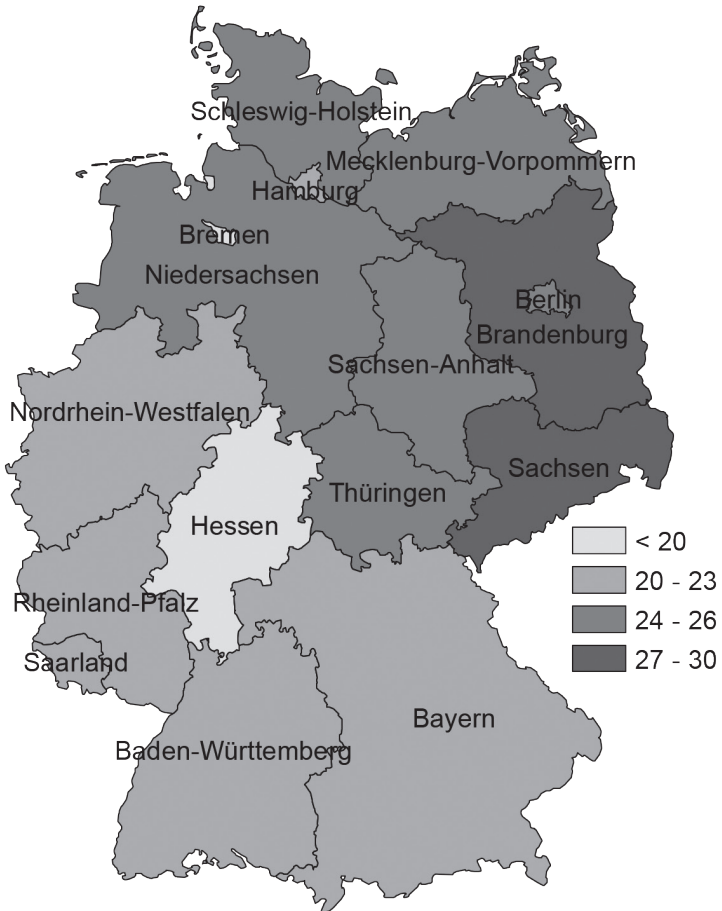 Schleswig-Holstein
Mecklenburg-Vorpommern
Hamburg
Bremen
Niedersachsen
Berlin
Brandenburg
Sachsen-Anhalt
Nordrhein-Westfalen
Sachsen
Thüringen
Hessen
< 20
20 - 23
Rheinland-Pfalz
24 - 26
Saarland
27 - 30
Bayern
Baden-Württemberg